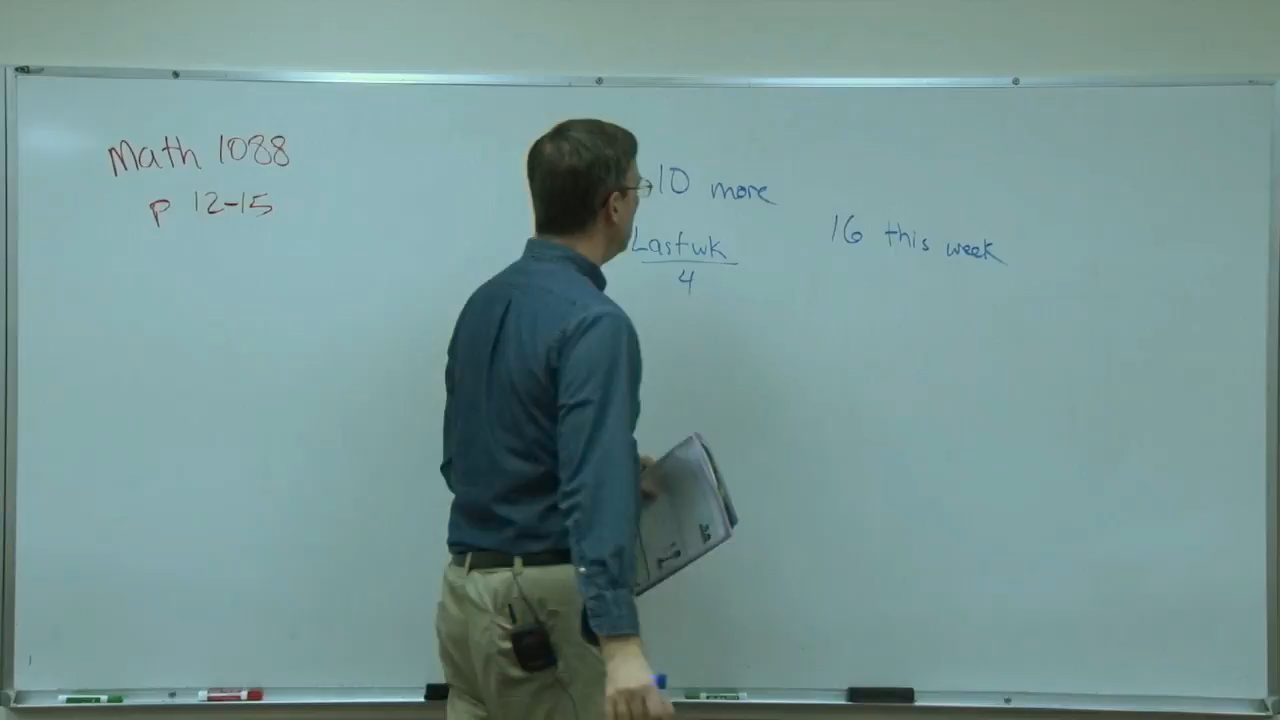 Math 1088
p 12-15
10 more
Last wk
4
16 this week